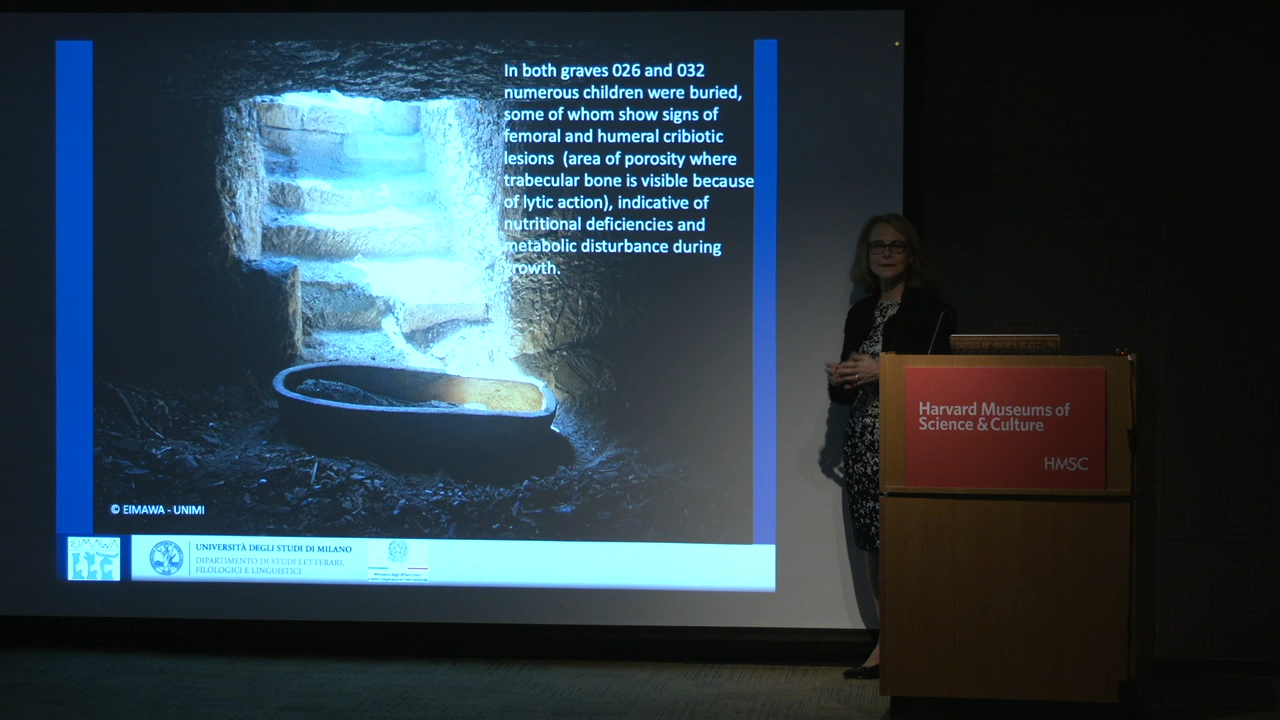 In both graves 026 and 032
numerous children were buried,
some of whom show signs of
femoral and humeral cribiotic
lesions (area of porosity where
trabecular bone is visible because
of lytic action), indicative of
nutritional deficiencies and
metabolic disturbance during
growth.
© EIMAWA - UNIMI
EIMAWA
UNIVERSITÀ DEGLI STUDI DI MILANO
DIPARTIMENTO DI STUDI LETTERARI,
FILOLOGICI E LINGUISTICI
Harvard Museums of
Science & Culture
HMSC